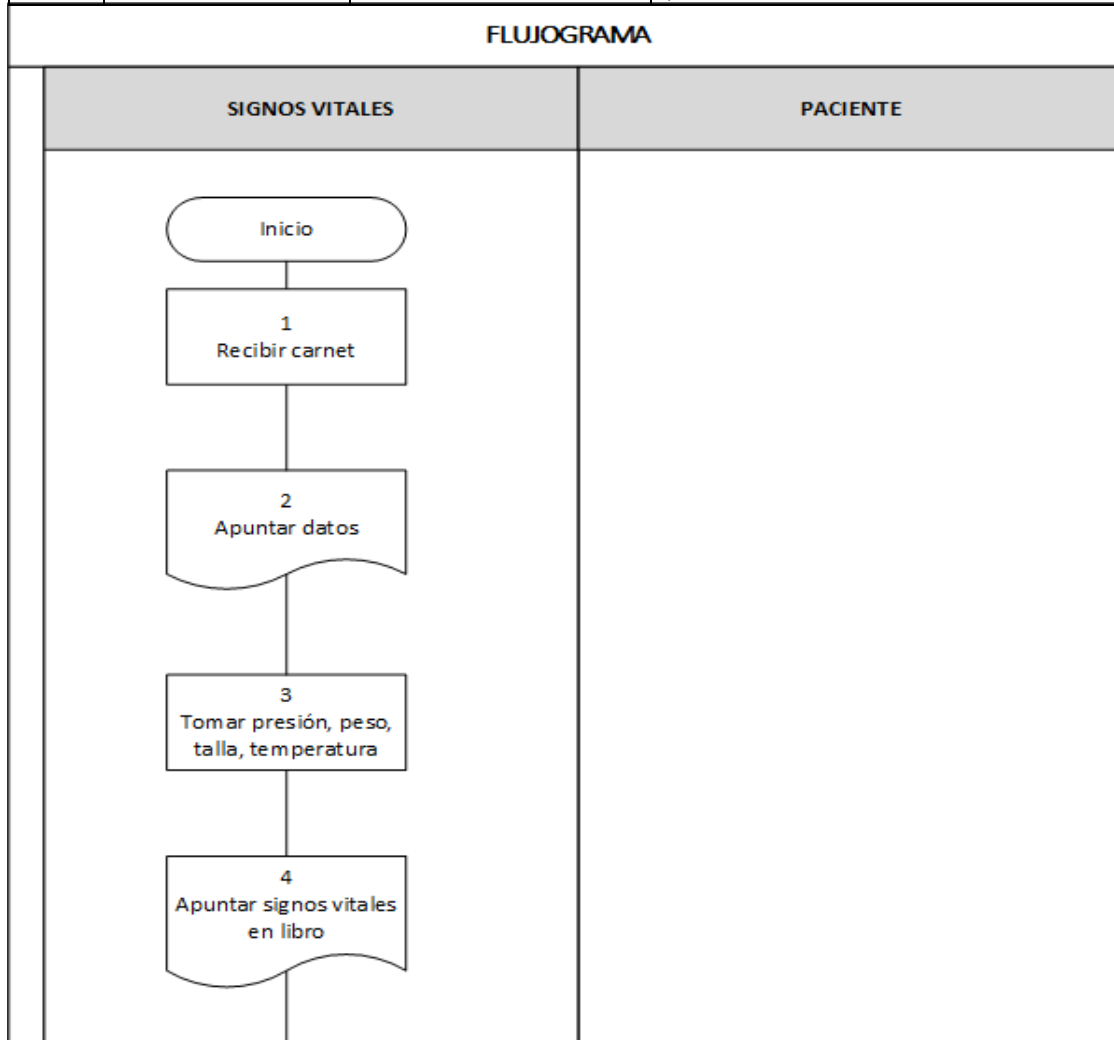 FLUJOGRAMA
SIGNOS VITALES
PACIENTE
Inicio
1
Recibir carnet
2
Apuntar datos
3
Tomar presión, peso,
talla, temperatura
4
Apuntar signos vitales
en libro